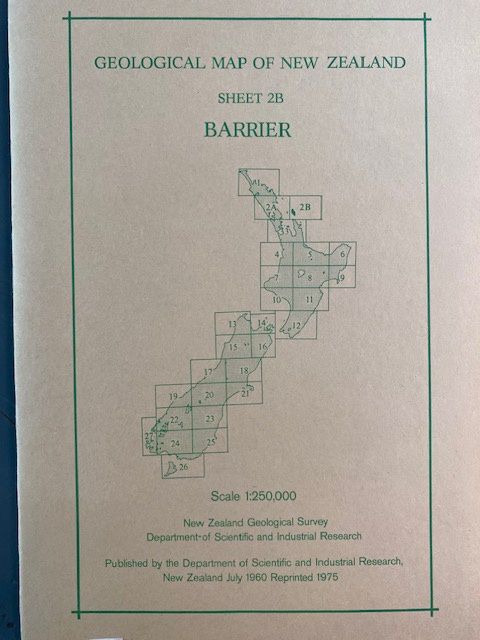 GEOLOGICAL MAP OF NEW ZEALAND
SHEET 2B
BARRIER
1
2A 2B
3
4 5 6
7 8 9
10 11
12
13 14
15 16
17 18
19 20 21
22 23
27 24 25
26
Scale 1:250,000
New Zealand Geological Survey
Department of Scientific and Industrial Research
Published by the Department of Scientific and Industrial Research,
New Zealand July 1960 Reprinted 1975